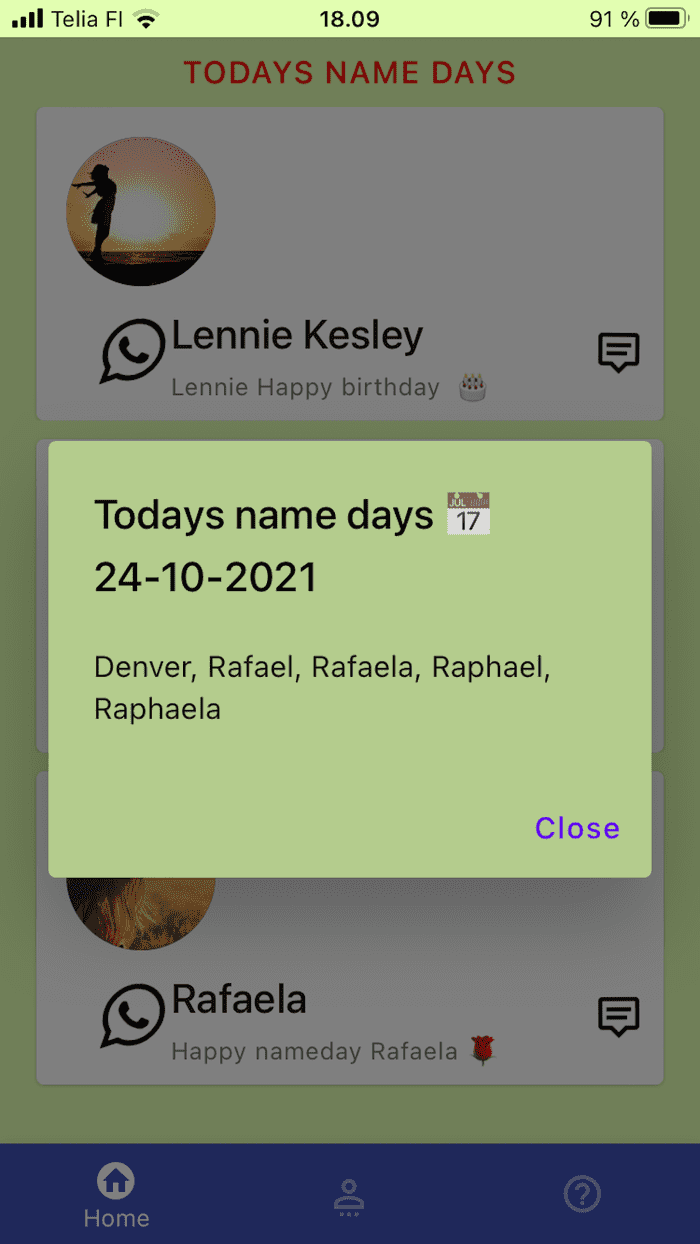 Telia FI 18.09 91 %
TODAYS NAME DAYS
Lennie Kesley
Lennie Happy birthday 🎂
Todays name days 📅
24-10-2021
Denver, Rafael, Rafaela, Raphael,
Raphaela
Close
Rafaela
Happy nameday Rafaela 🌹
Home